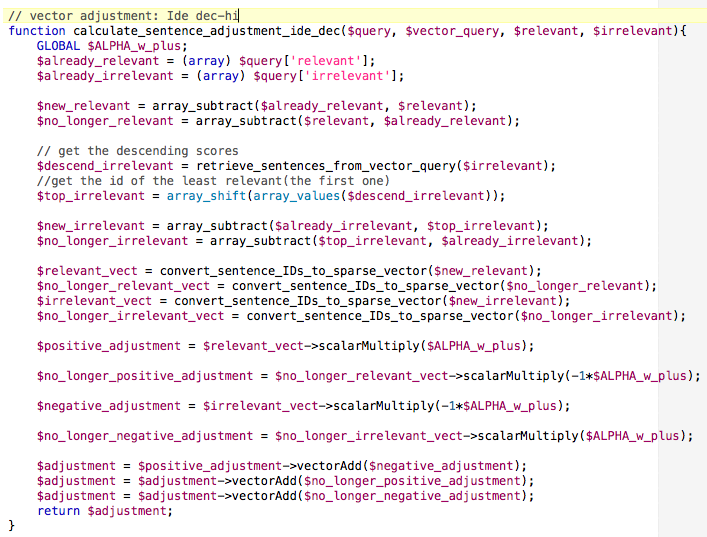 // vector adjustment: Ide dec-hi
function calculate_sentence_adjustment_ide_dec($query, $vector_query, $relevant, $irrelevant){
    GLOBAL $ALPHA_w_plus;
    $already_relevant = (array) $query['relevant'];
    $already_irrelevant = (array) $query['irrelevant'];

    $new_relevant = array_subtract($already_relevant, $relevant);
    $no_longer_relevant = array_subtract($relevant, $already_relevant);

    // get the descending scores
    $descend_irrelevant = retrieve_sentences_from_vector_query($irrelevant);
    //get the id of the least relevant(the first one)
    $top_irrelevant = array_shift(array_values($descend_irrelevant));

    $new_irrelevant = array_subtract($already_irrelevant, $top_irrelevant);
    $no_longer_irrelevant = array_subtract($top_irrelevant, $already_irrelevant);

    $relevant_vect = convert_sentence_IDs_to_sparse_vector($new_relevant);
    $no_longer_relevant_vect = convert_sentence_IDs_to_sparse_vector($no_longer_relevant);
    $irrelevant_vect = convert_sentence_IDs_to_sparse_vector($new_irrelevant);
    $no_longer_irrelevant_vect = convert_sentence_IDs_to_sparse_vector($no_longer_irrelevant);

    $positive_adjustment = $relevant_vect->scalarMultiply($ALPHA_w_plus);

    $no_longer_positive_adjustment = $no_longer_relevant_vect->scalarMultiply(-1*$ALPHA_w_plus);

    $negative_adjustment = $irrelevant_vect->scalarMultiply(-1*$ALPHA_w_plus);

    $no_longer_negative_adjustment = $no_longer_irrelevant_vect->scalarMultiply($ALPHA_w_plus);

    $adjustment = $positive_adjustment->vectorAdd($negative_adjustment);
    $adjustment = $adjustment->vectorAdd($no_longer_positive_adjustment);
    $adjustment = $adjustment->vectorAdd($no_longer_negative_adjustment);
    return $adjustment;
}